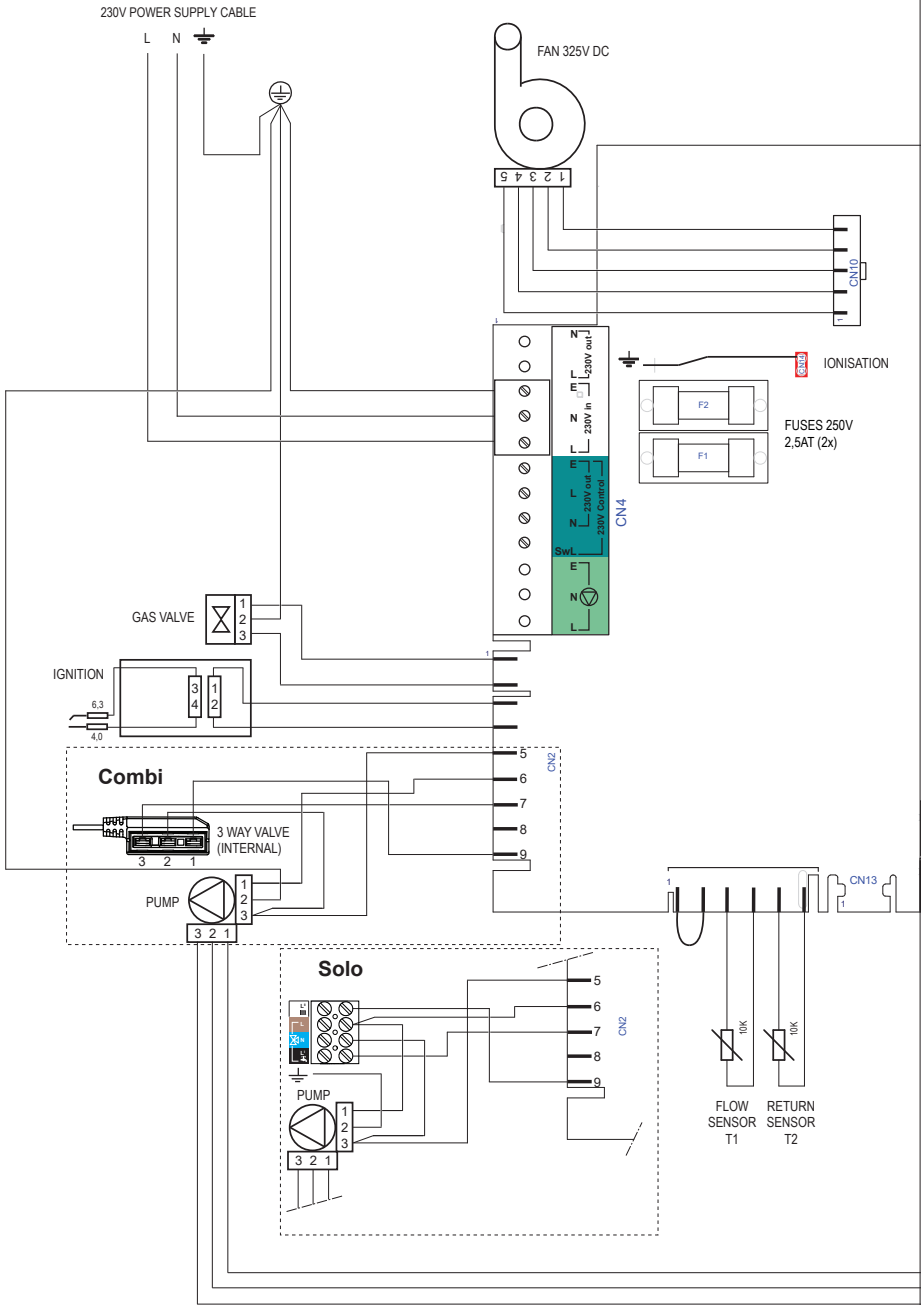 230V POWER SUPPLY CABLE
L N
FAN 325V DC
5 4 3 2 1
CN10
1
1
N
L
230V out
E
N
L
230V in
E
L
N
230V out
SwL
230V Control
E
N
L
CN4
CN14
IONISATION
F2
F1
FUSES 250V
2,5AT (2x)
GAS VALVE
1
2
3
1
IGNITION
6,3
4,0
3
4
1
2
Combi
3 WAY VALVE
(INTERNAL)
3 2 1
PUMP
1
2
3
3 2 1
5
6
7
8
9
CN2
1
CN13
1
Solo
L
N
PUMP
1
2
3
3 2 1
5
6
7
8
9
CN2
10K
10K
FLOW
SENSOR
T1
RETURN
SENSOR
T2